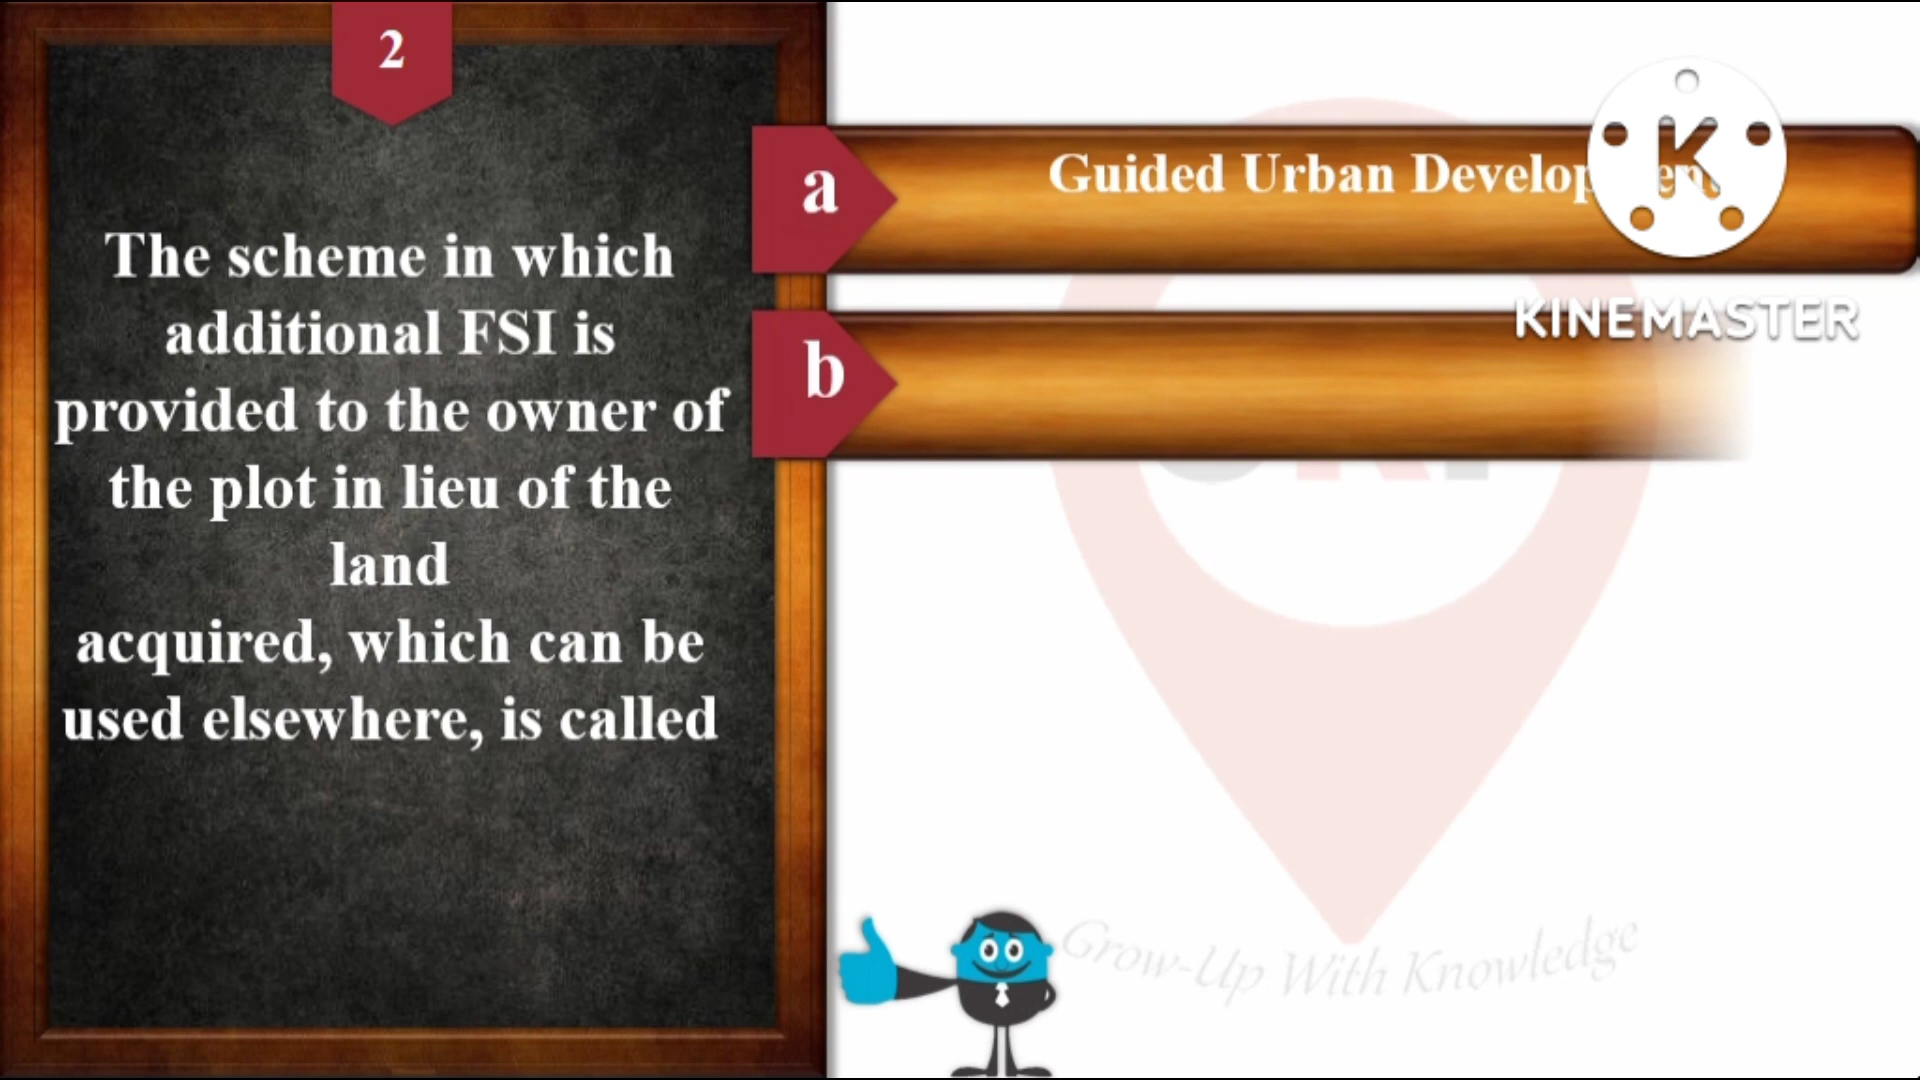 2
The scheme in which
additional FSI is
provided to the owner of
the plot in lieu of the
land
acquired, which can be
used elsewhere, is called
a
Guided Urban
K
KINEMASTER
b
Grow-Up With Knowledge